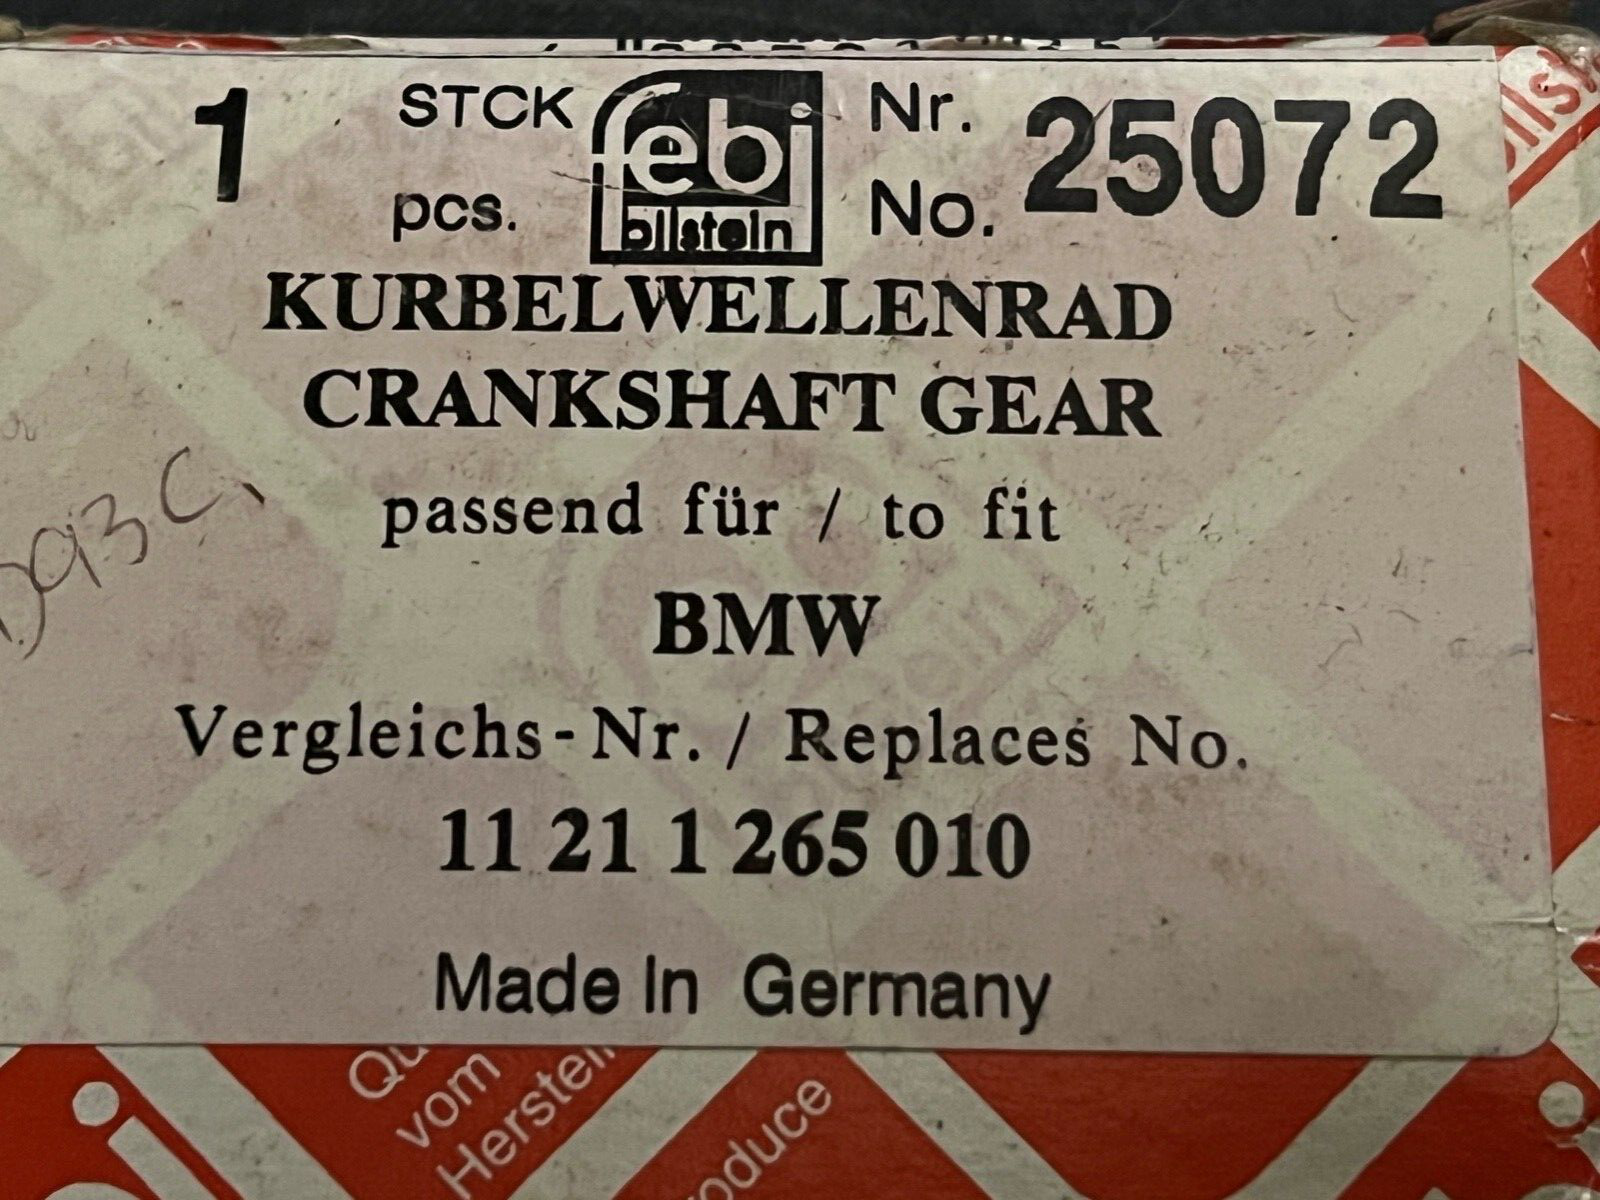 1 STCK pcs. febi bilstein Nr. No. 25072
KURBELWELLENRAD
CRANKSHAFT GEAR
passend für / to fit
BMW
Vergleichs-Nr. / Replaces No.
11 21 1 265 010
Made In Germany
vom